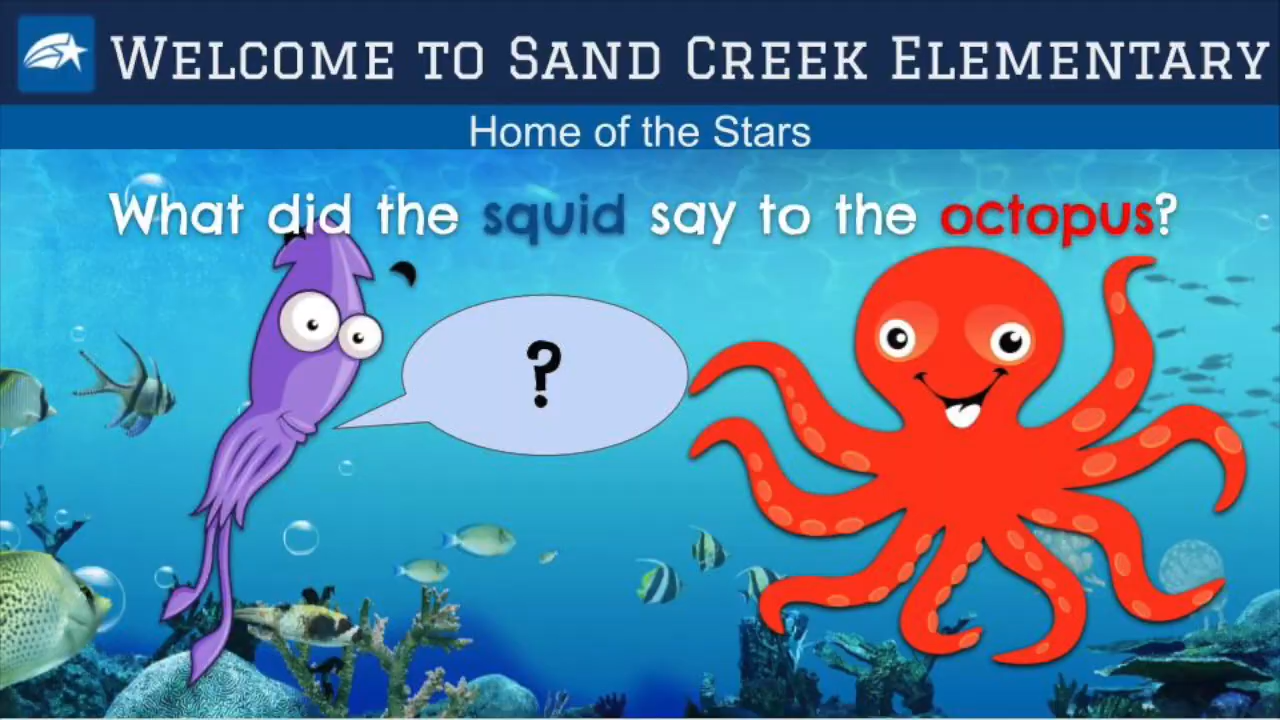 WELCOME TO SAND CREEK ELEMENTARY
Home of the Stars
What did the squid say to the octopus?
?